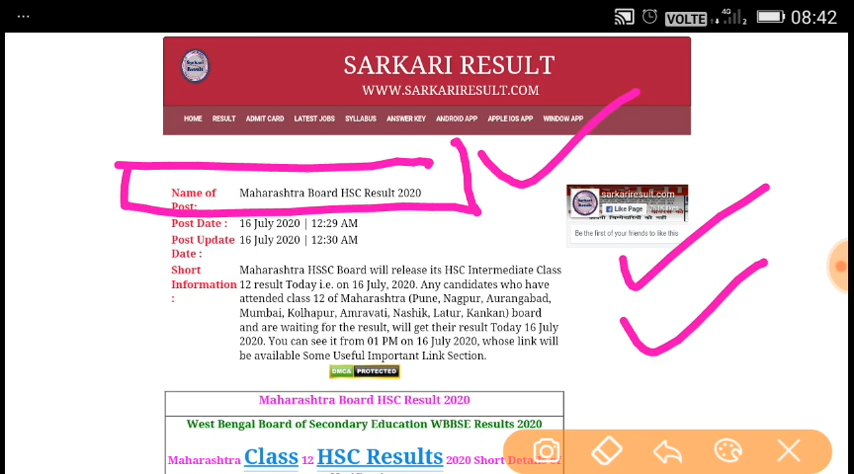 VOLTE 4G 2 08:42
SARKARI RESULT
WWW.SARKARIRESULT.COM
HOME RESULT ADMIT CARD LATEST JOBS SYLLABUS ANSWER KEY ANDROID APP APPLE IOS APP WINDOW APP
Name of Post: Maharashtra Board HSC Result 2020
sarkariresult.com
Like Page
Be the first of your friends to like this
Post Date : 16 July 2020 | 12:29 AM
Post Update Date : 16 July 2020 | 12:30 AM
Short Information : Maharashtra HSSC Board will release its HSC Intermediate Class
12 result Today i.e. on 16 July, 2020. Any candidates who have
attended class 12 of Maharashtra (Pune, Nagpur, Aurangabad,
Mumbai, Kolhapur, Amravati, Nashik, Latur, Kankan) board
and are waiting for the result, will get their result Today 16 July
2020. You can see it from 01 PM on 16 July 2020, whose link will
be available Some Useful Important Link Section.
DMCA PROTECTED
Maharashtra Board HSC Result 2020
West Bengal Board of Secondary Education WBBSE Results 2020
Maharashtra Class 12 HSC Results 2020 Short Details of